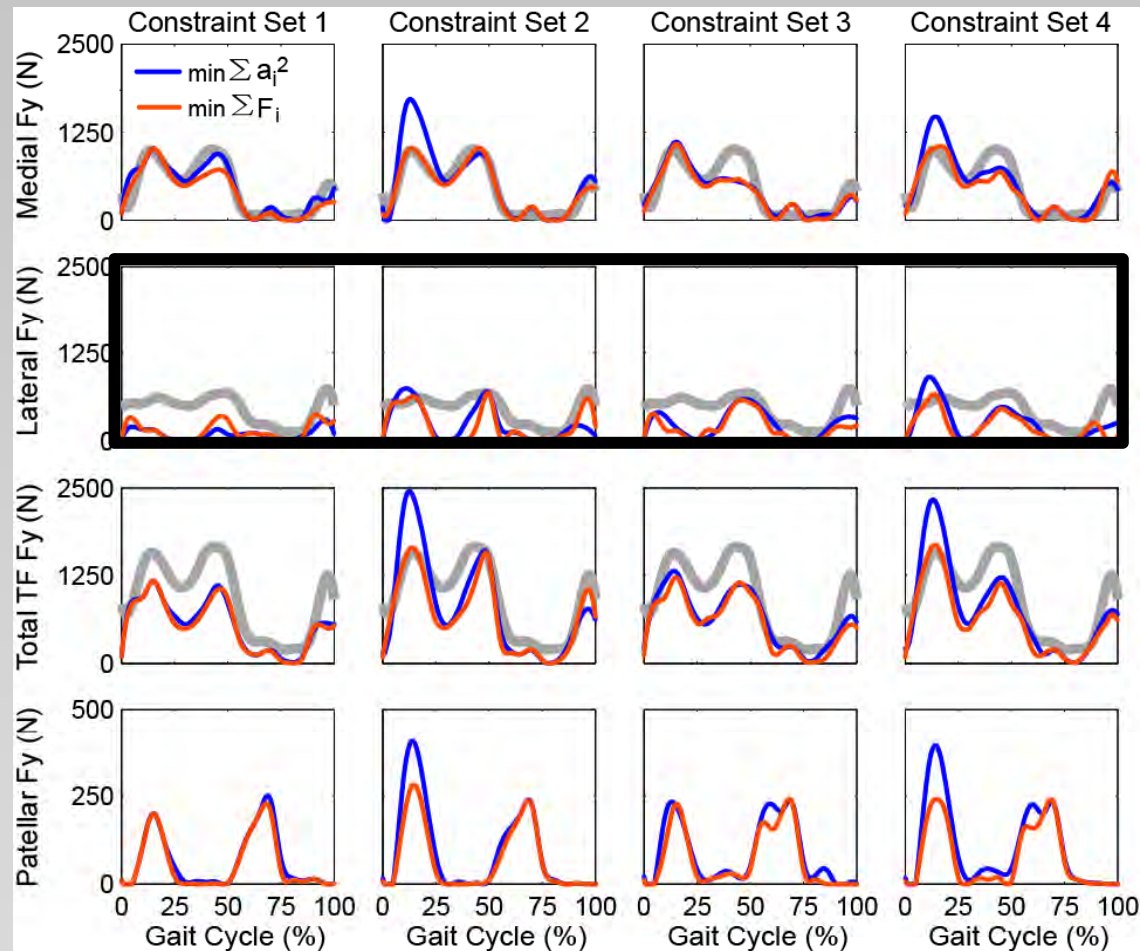 Constraint Set 1 Constraint Set 2 Constraint Set 3 Constraint Set 4
Medial Fy (N)
2500
1250
0
min ∑ aᵢ²
min ∑ Fᵢ
Lateral Fy (N)
2500
1250
0
Total TF Fy (N)
2500
1250
0
Patellar Fy (N)
500
250
0
0 25 50 75 100 0 25 50 75 100 0 25 50 75 100 0 25 50 75 100
Gait Cycle (%) Gait Cycle (%) Gait Cycle (%) Gait Cycle (%)